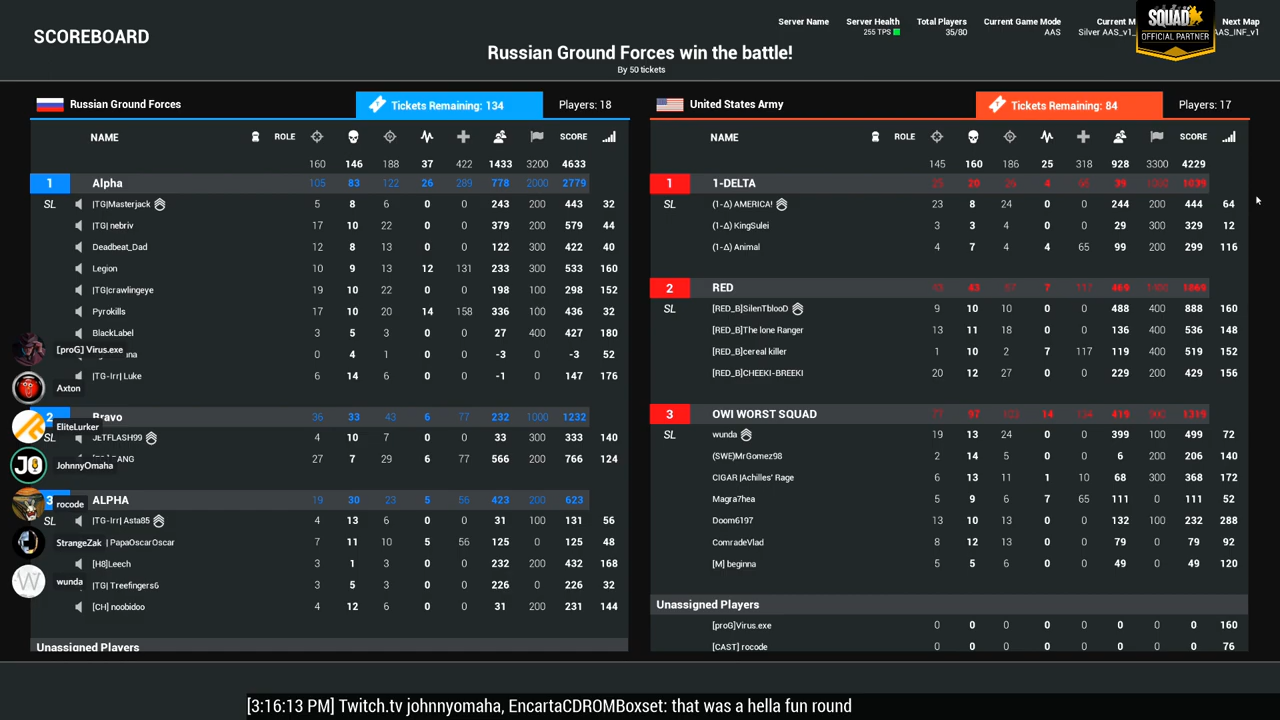 SCOREBOARD
Server Name
Server Health
255 TPS
Total Players
35/80
Current Game Mode
AAS
Current M
Silver AAS_v1_
Next Map
AAS_INF_v1
SQUAD
OFFICIAL PARTNER
Russian Ground Forces win the battle!
By 50 tickets
Russian Ground Forces
Tickets Remaining: 134
Players: 18
NAME ROLE SCORE
160 146 188 37 422 1433 3200 4633
1 Alpha 105 83 122 26 289 778 2000 2779
SL |TG|Masterjack 5 8 6 0 0 243 200 443 32
|TG| nebriv 17 10 22 0 0 379 200 579 44
Deadbeat_Dad 12 8 13 0 0 122 300 422 40
Legion 10 9 13 12 131 233 300 533 160
|TG|crawlingeye 19 10 22 0 0 198 100 298 152
Pyrokills 17 10 20 14 158 336 100 436 32
BlackLabel 3 5 3 0 0 27 400 427 180
na 0 4 1 0 0 -3 0 -3 52
|TG-Irr| Luke 6 14 6 0 0 -1 0 147 176
2 Bravo 36 33 43 6 77 232 1000 1232
SL JETFLASH99 4 10 7 0 0 33 300 333 140
ANG 27 7 29 6 77 566 200 766 124
3 ALPHA 19 30 23 5 56 423 200 623
SL |TG-Irr| Asta85 4 13 6 0 0 31 100 131 56
| PapaOscarOscar 7 11 10 5 56 125 0 125 48
[H8]Leech 3 1 3 0 0 232 200 432 168
|TG| Treefingers6 3 5 3 0 0 226 0 226 32
[CH] noobidoo 4 12 6 0 0 31 200 231 144
Unassigned Players
[proG] Virus.exe
Axton
EliteLurker
JO JohnnyOmaha
rocode
StrangeZak
W wunda
United States Army
Tickets Remaining: 84
Players: 17
NAME ROLE SCORE
145 160 186 25 318 928 3300 4229
1 1-DELTA 25 20 26 4 66 39 1000 1039
SL (1-Δ) AMERICA! 23 8 24 0 0 244 200 444 64
(1-Δ) KingSulei 3 3 4 0 0 29 300 329 12
(1-Δ) Animal 4 7 4 4 65 99 200 299 116
2 RED 43 43 57 7 117 469 1400 1869
SL [RED_B]SilenTblooD 9 10 10 0 0 488 400 888 160
[RED_B]The lone Ranger 13 11 18 0 0 136 400 536 148
[RED_B]cereal killer 1 10 2 7 117 119 400 519 152
[RED_B]CHEEKI-BREEKI 20 12 27 0 0 229 200 429 156
3 OWI WORST SQUAD 77 97 103 14 134 419 900 1319
SL wunda 19 13 24 0 0 399 100 499 72
(SWE)MrGomez98 2 14 5 0 0 6 200 206 140
CIGAR |Achilles' Rage 6 13 11 1 10 68 300 368 172
Magra7hea 5 9 6 7 65 111 0 111 52
Doom6197 13 10 13 0 0 132 100 232 288
ComradeVlad 8 12 13 0 0 79 0 79 92
[M] beginna 5 5 6 0 0 49 0 49 120
Unassigned Players
[proG]Virus.exe 0 0 0 0 0 0 0 0 160
[CAST] rocode 0 0 0 0 0 0 0 0 76
[3:16:13 PM] Twitch.tv johnnyomaha, EncartaCDROMBoxset: that was a hella fun round